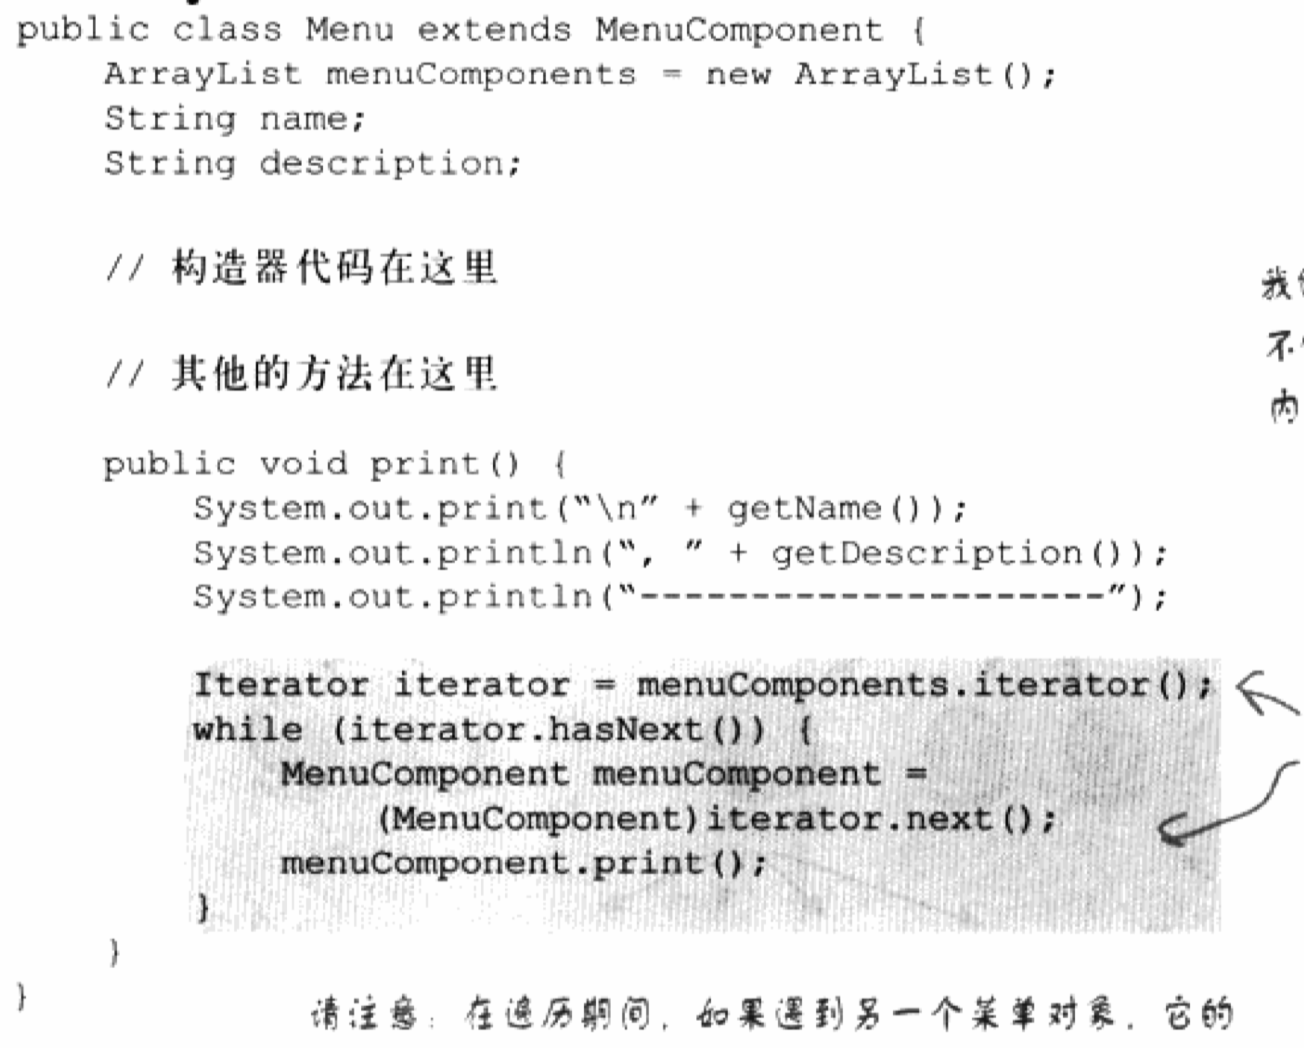 public class Menu extends MenuComponent {
ArrayList menuComponents = new ArrayList();
String name;
String description;
// 构造器代码在这里
// 其他的方法在这里
我
不
内
public void print() {
System.out.print("\n" + getName());
System.out.println(", " + getDescription());
System.out.println("---------------------");
Iterator iterator = menuComponents.iterator();
while (iterator.hasNext()) {
MenuComponent menuComponent =
(MenuComponent)iterator.next();
menuComponent.print();
}
}
}
请注意：在遍历期间，如果遇到另一个菜单对象，它的